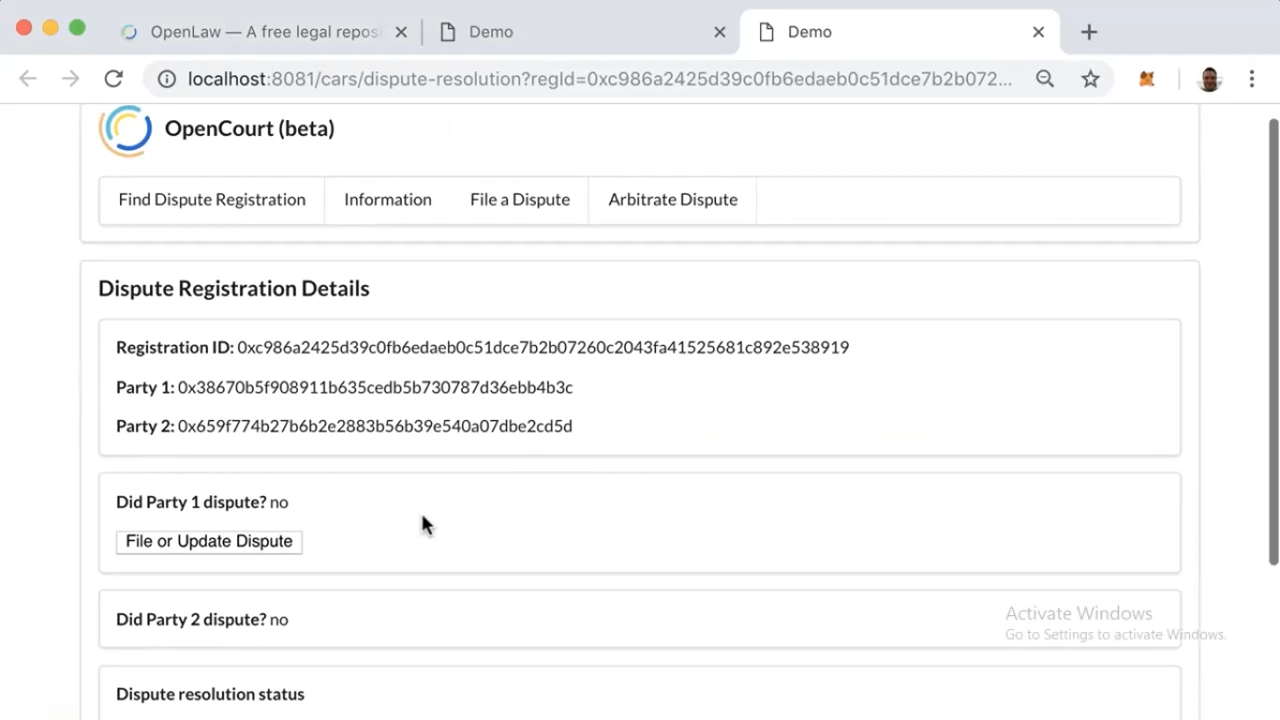 OpenLaw — A free legal repos
Demo
Demo
localhost:8081/cars/dispute-resolution?regId=0xc986a2425d39c0fb6edaeb0c51dce7b2b072...
OpenCourt (beta)
Find Dispute Registration
Information
File a Dispute
Arbitrate Dispute
Dispute Registration Details
Registration ID: 0xc986a2425d39c0fb6edaeb0c51dce7b2b07260c2043fa41525681c892e538919
Party 1: 0x38670b5f908911b635cedb5b730787d36ebb4b3c
Party 2: 0x659f774b27b6b2e2883b56b39e540a07dbe2cd5d
Did Party 1 dispute? no
File or Update Dispute
Did Party 2 dispute? no
Activate Windows
Go to Settings to activate Windows.
Dispute resolution status